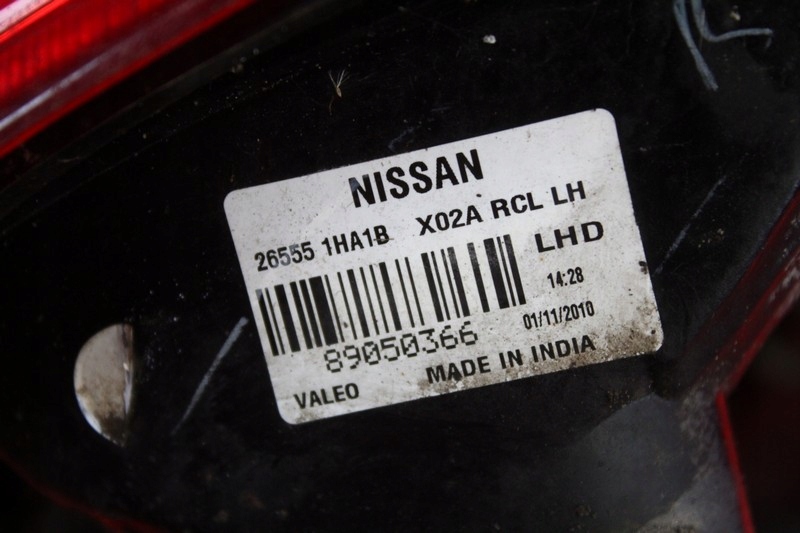 NISSAN
26555 1HA1B X02A RCL LH
LHD
14:28
89050366 01/11/2010
VALEO MADE IN INDIA